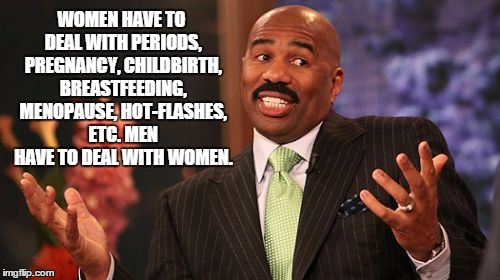 WOMEN HAVE TO
DEAL WITH PERIODS,
PREGNANCY, CHILDBIRTH,
BREASTFEEDING,
MENOPAUSE, HOT-FLASHES,
ETC. MEN
HAVE TO DEAL WITH WOMEN.
imgflip.com